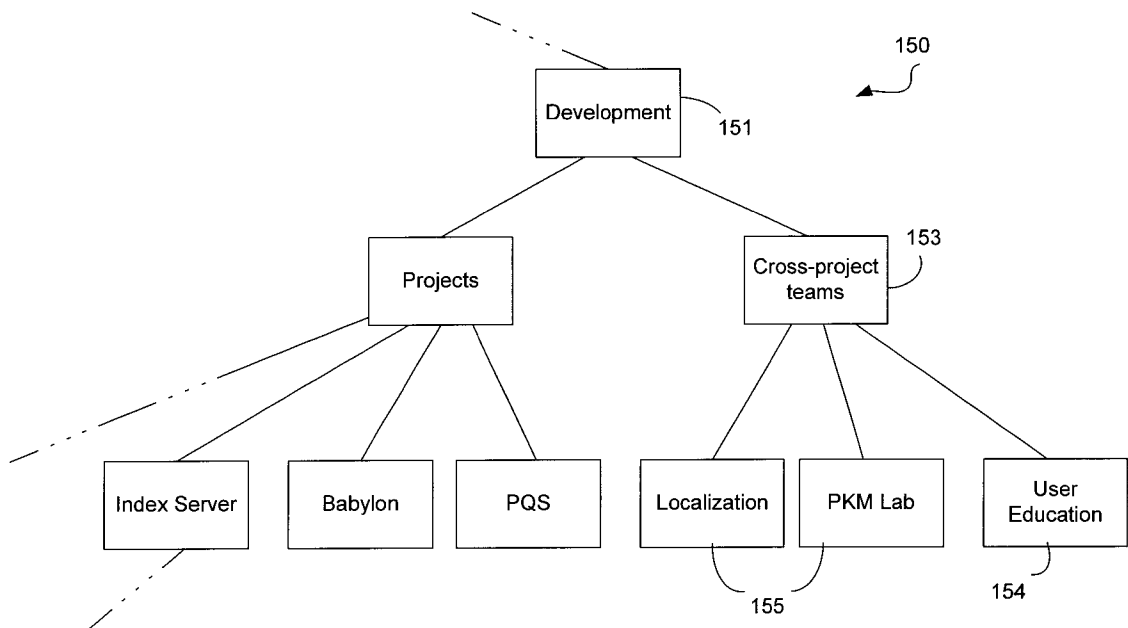 150
Development
151
153
Projects
Cross-project
teams
Index Server
Babylon
PQS
Localization
PKM Lab
User
Education
155
154